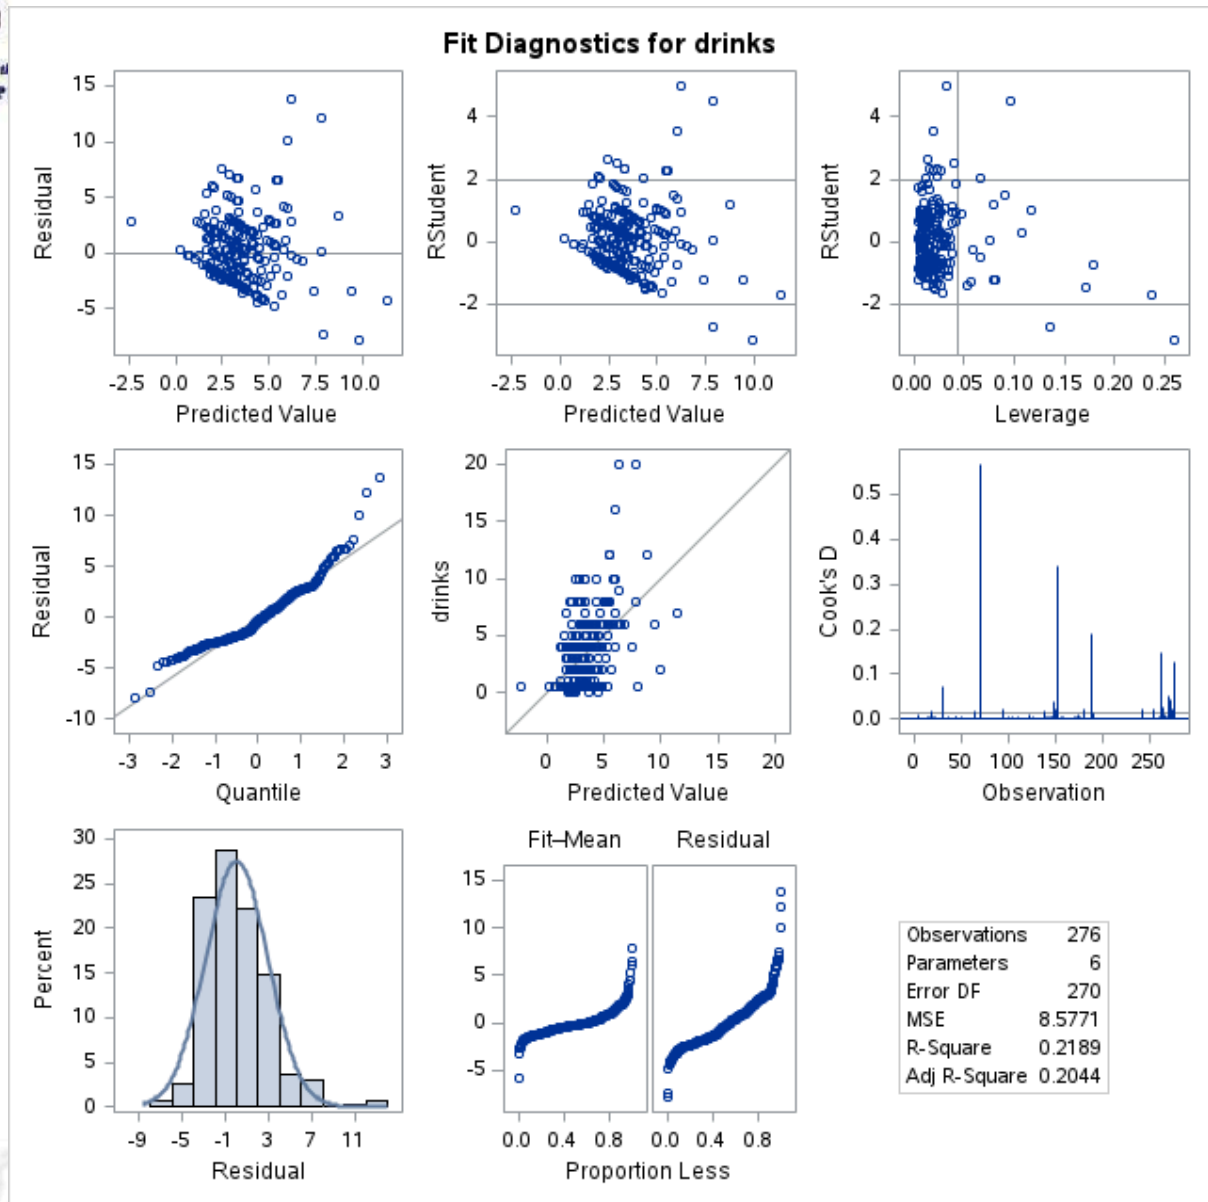 Fit Diagnostics for drinks
15
10
5
0
-5
Residual
-2.5 0.0 2.5 5.0 7.5 10.0
Predicted Value
4
2
0
-2
RStudent
-2.5 0.0 2.5 5.0 7.5 10.0
Predicted Value
4
2
0
-2
RStudent
0.00 0.05 0.10 0.15 0.20 0.25
Leverage
15
10
5
0
-5
-10
Residual
-3 -2 -1 0 1 2 3
Quantile
20
15
10
5
0
drinks
0 5 10 15 20
Predicted Value
0.5
0.4
0.3
0.2
0.1
0.0
Cook's D
0 50 100 150 200 250
Observation
30
25
20
15
10
5
0
Percent
-9 -5 -1 3 7 11
Residual
Fit–Mean Residual
15
10
5
0
-5
0.0 0.4 0.8 0.0 0.4 0.8
Proportion Less
Observations 276
Parameters 6
Error DF 270
MSE 8.5771
R-Square 0.2189
Adj R-Square 0.2044